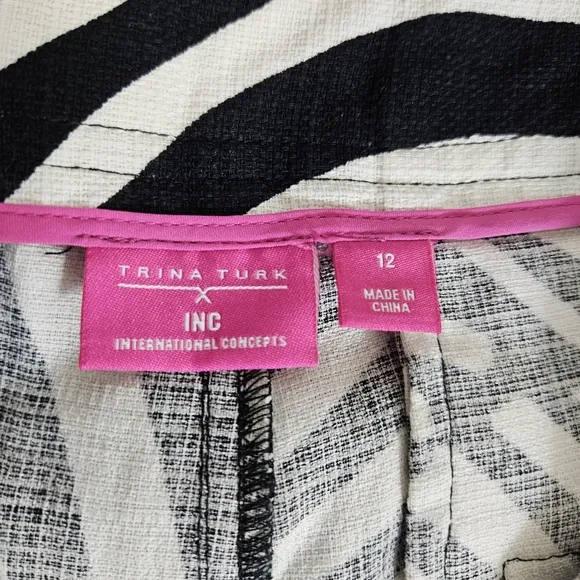 TRINA TURK
X
INC
INTERNATIONAL CONCEPTS
12
MADE IN
CHINA